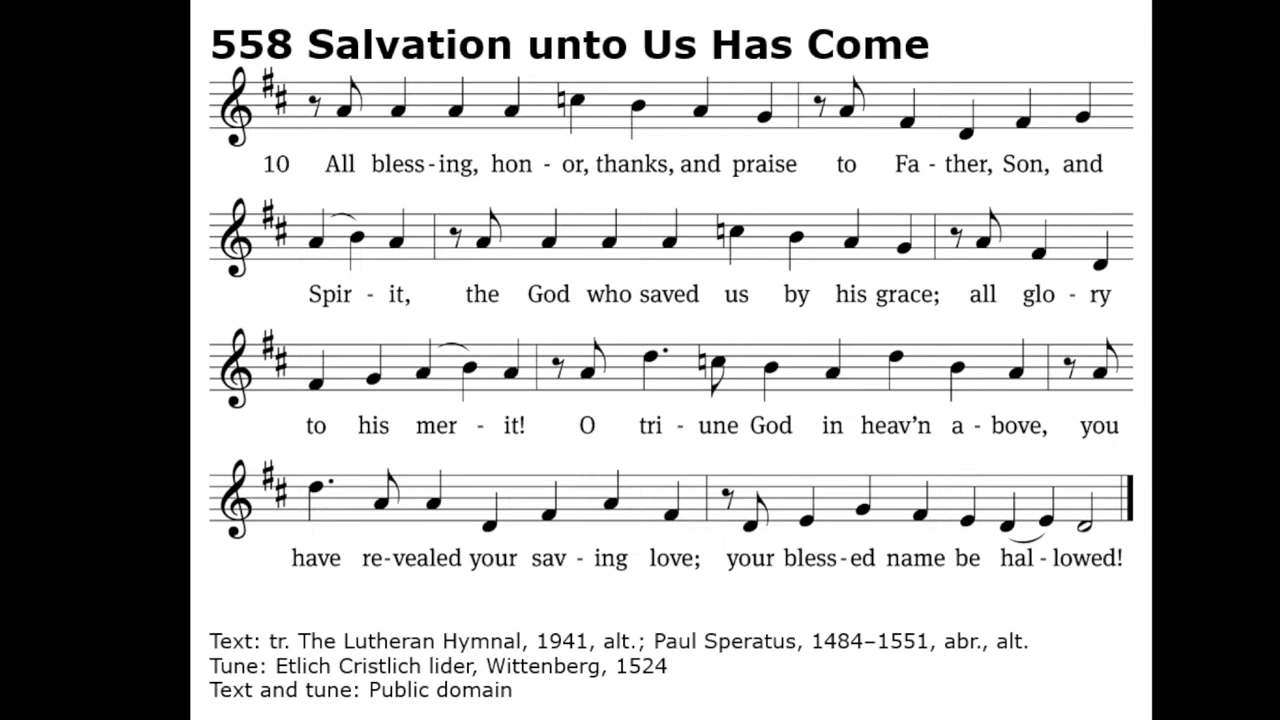 558 Salvation unto Us Has Come
10 All bless - ing, hon - or, thanks, and praise to Fa - ther, Son, and
Spir - it, the God who saved us by his grace; all glo - ry
to his mer - it! O tri - une God in heav'n a - bove, you
have re - vealed your sav - ing love; your bless - ed name be hal - lowed!
Text: tr. The Lutheran Hymnal, 1941, alt.; Paul Speratus, 1484–1551, abr., alt.
Tune: Etlich Cristlich lider, Wittenberg, 1524
Text and tune: Public domain